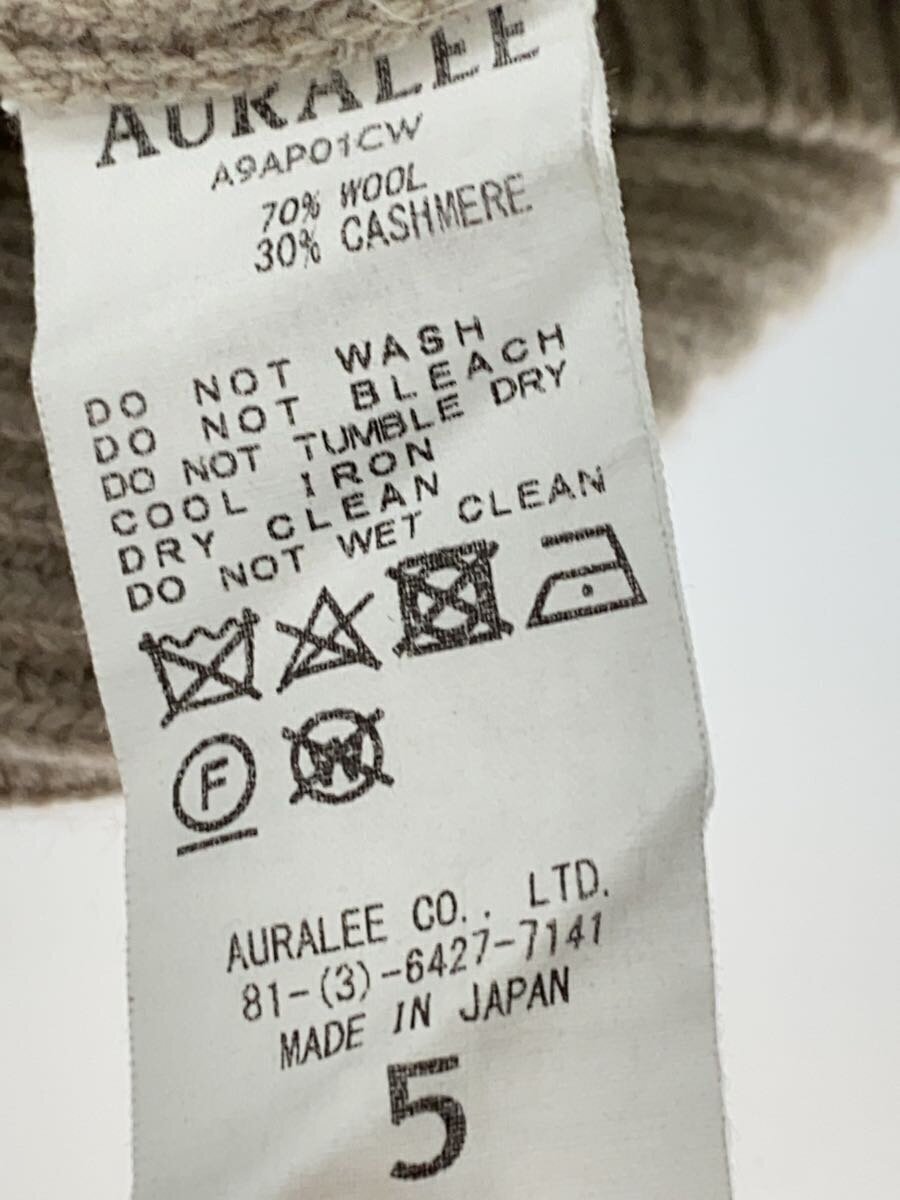 AURALEE
A9AP01CW
70% WOOL
30% CASHMERE
DO NOT WASH
DO NOT BLEACH
DO NOT TUMBLE DRY
COOL IRON
DRY CLEAN
DO NOT WET CLEAN
F W
AURALEE CO., LTD.
81-(3)-6427-7141
MADE IN JAPAN
5